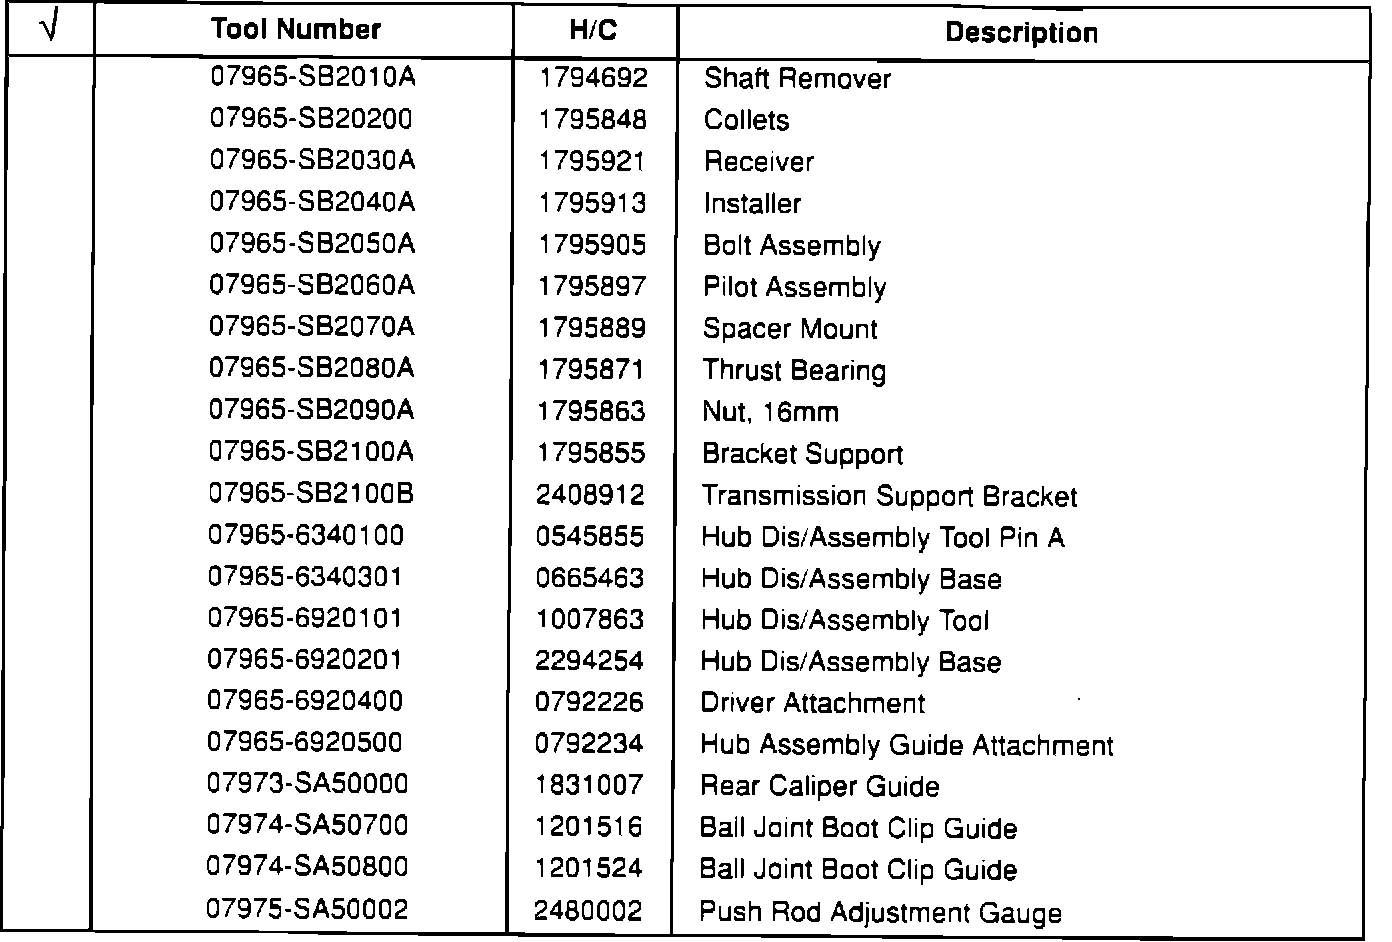 √ Tool Number H/C Description
07965-SB2010A 1794692 Shaft Remover
07965-SB20200 1795848 Collets
07965-SB2030A 1795921 Receiver
07965-SB2040A 1795913 Installer
07965-SB2050A 1795905 Bolt Assembly
07965-SB2060A 1795897 Pilot Assembly
07965-SB2070A 1795889 Spacer Mount
07965-SB2080A 1795871 Thrust Bearing
07965-SB2090A 1795863 Nut, 16mm
07965-SB2100A 1795855 Bracket Support
07965-SB2100B 2408912 Transmission Support Bracket
07965-6340100 0545855 Hub Dis/Assembly Tool Pin A
07965-6340301 0665463 Hub Dis/Assembly Base
07965-6920101 1007863 Hub Dis/Assembly Tool
07965-6920201 2294254 Hub Dis/Assembly Base
07965-6920400 0792226 Driver Attachment
07965-6920500 0792234 Hub Assembly Guide Attachment
07973-SA50000 1831007 Rear Caliper Guide
07974-SA50700 1201516 Ball Joint Boot Clip Guide
07974-SA50800 1201524 Ball Joint Boot Clip Guide
07975-SA50002 2480002 Push Rod Adjustment Gauge